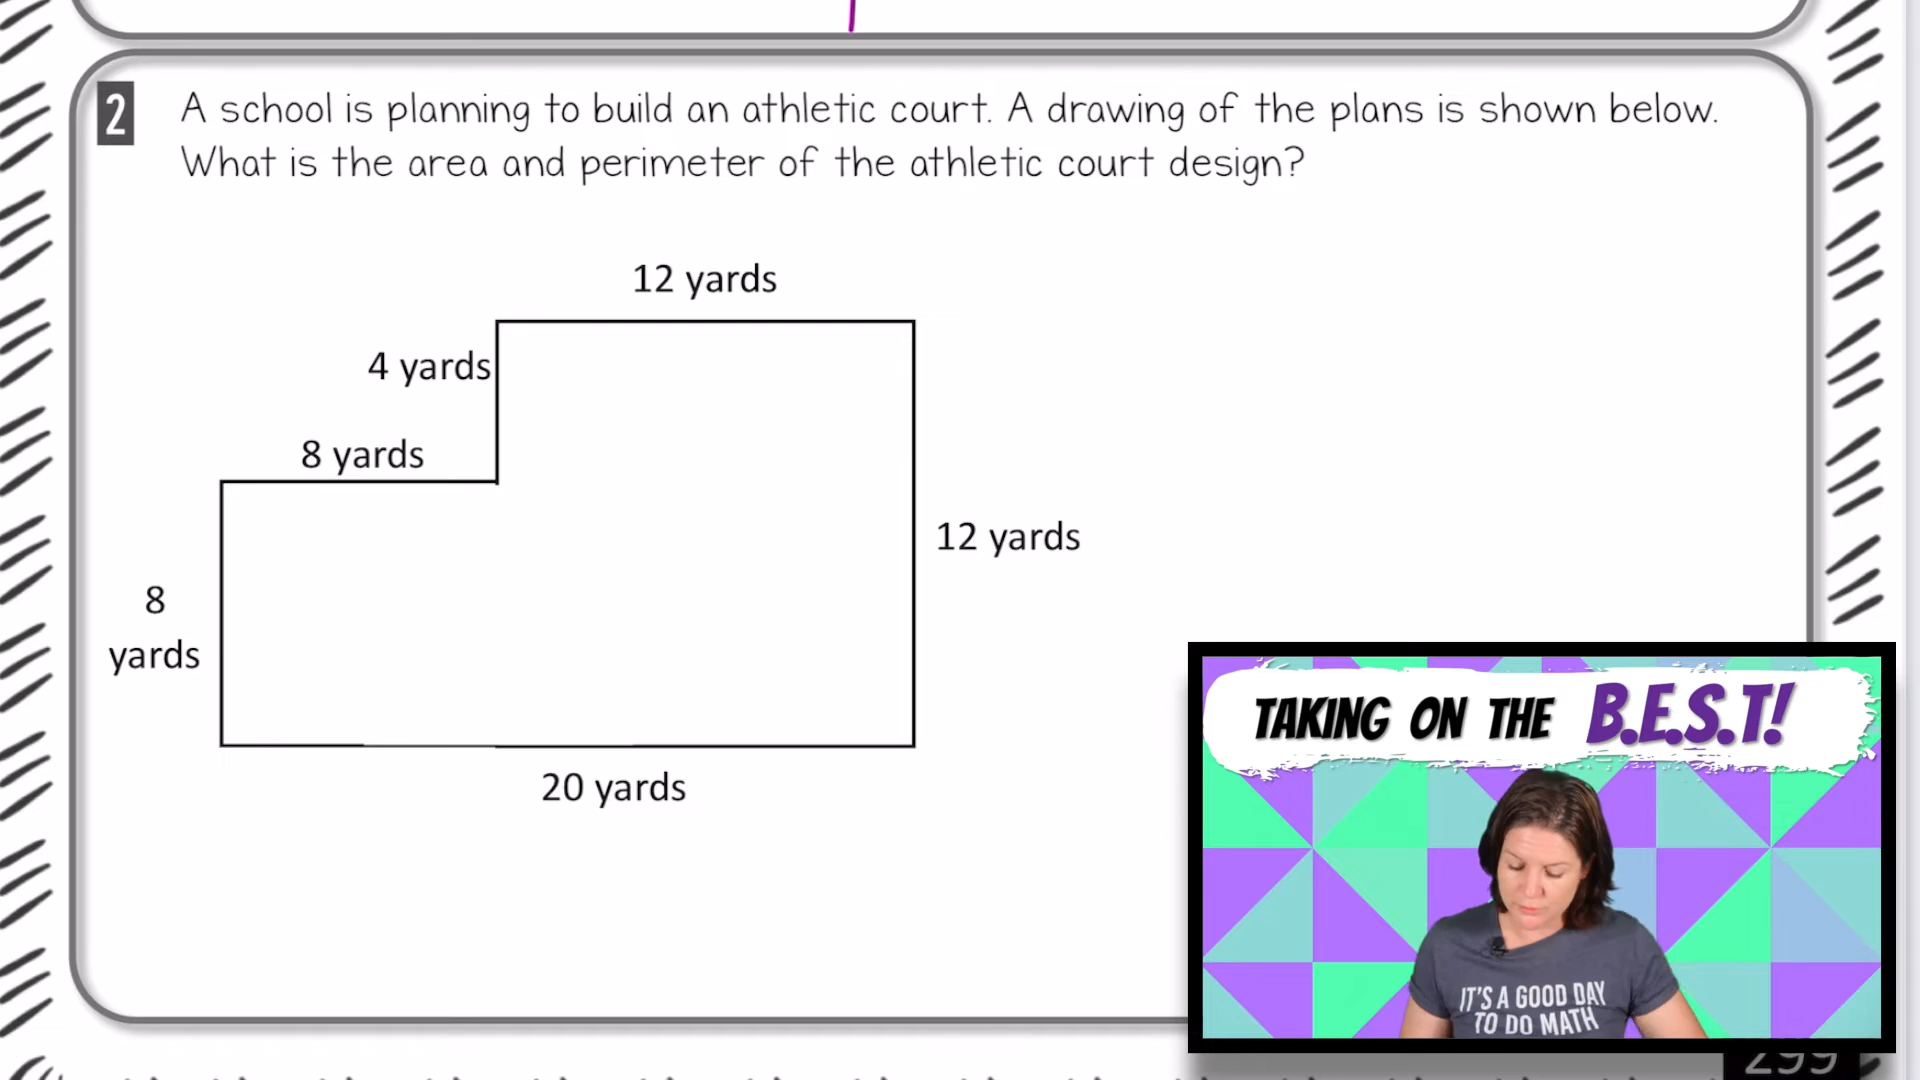 2
A school is planning to build an athletic court. A drawing of the plans is shown below.
What is the area and perimeter of the athletic court design?
12 yards
4 yards
8 yards
12 yards
8
yards
20 yards
TAKING ON THE B.E.S.T!
IT'S A GOOD DAY
TO DO MATH
299